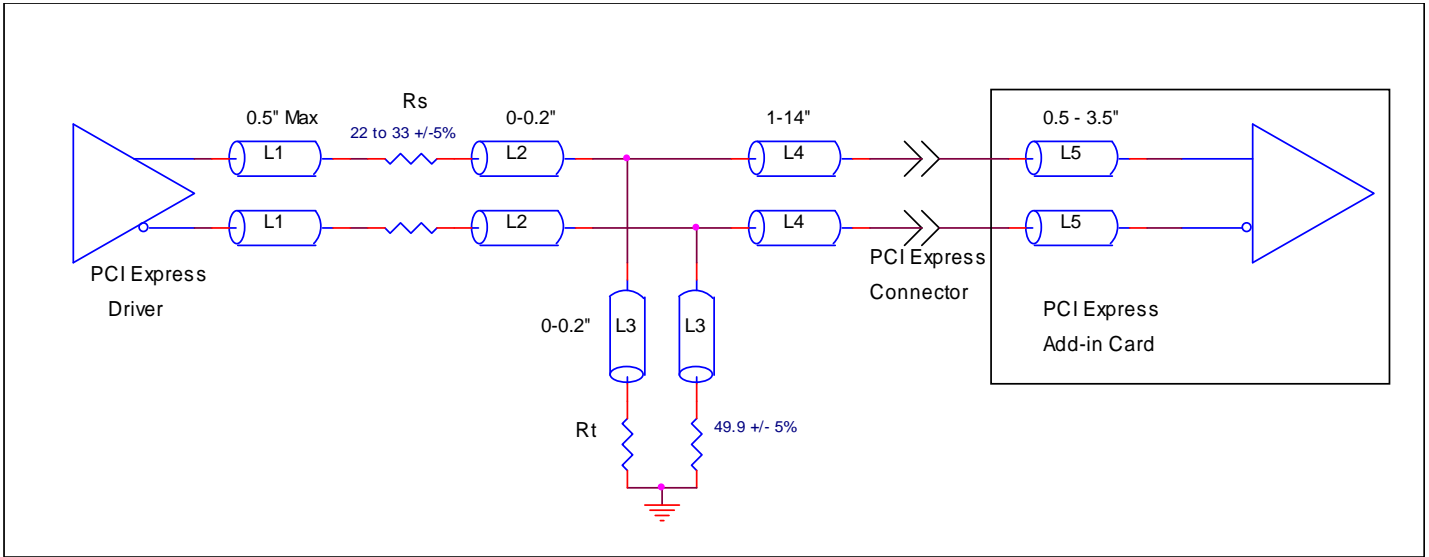 Rs
0.5" Max
22 to 33 +/-5%
0-0.2"
1-14"
0.5 - 3.5"
L1
L2
L4
L5
L1
L2
L4
L5
PCI Express
Driver
PCI Express
Connector
0-0.2"
L3
L3
PCI Express
Add-in Card
Rt
49.9 +/- 5%